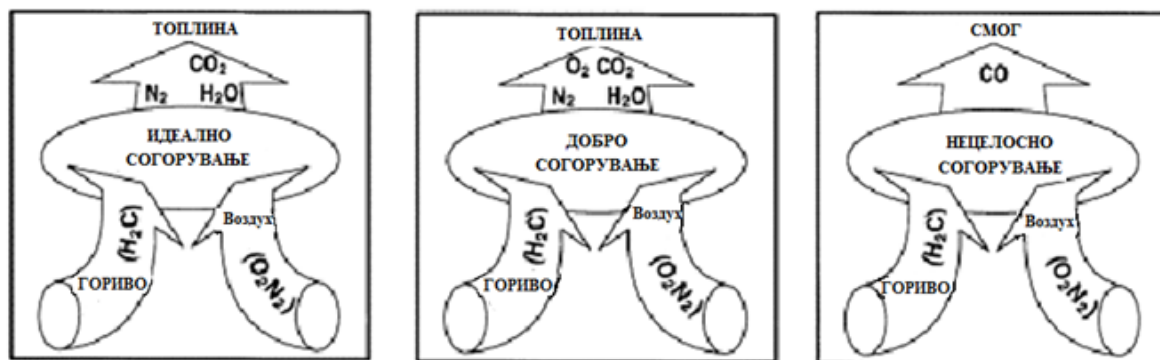 ТОПЛИНА
CO₂
N₂ H₂O
ИДЕАЛНО
СОГОРУВАЊЕ
(H₂C)
Воздух
ГОРИВО
(O₂N₂)
ТОПЛИНА
O₂ CO₂
N₂ H₂O
ДОБРО
СОГОРУВАЊЕ
(H₂C)
Воздух
ГОРИВО
(O₂N₂)
СМОГ
CO
НЕЦЕЛОСНО
СОГОРУВАЊЕ
(H₂C)
Воздух
ГОРИВО
(O₂N₂)